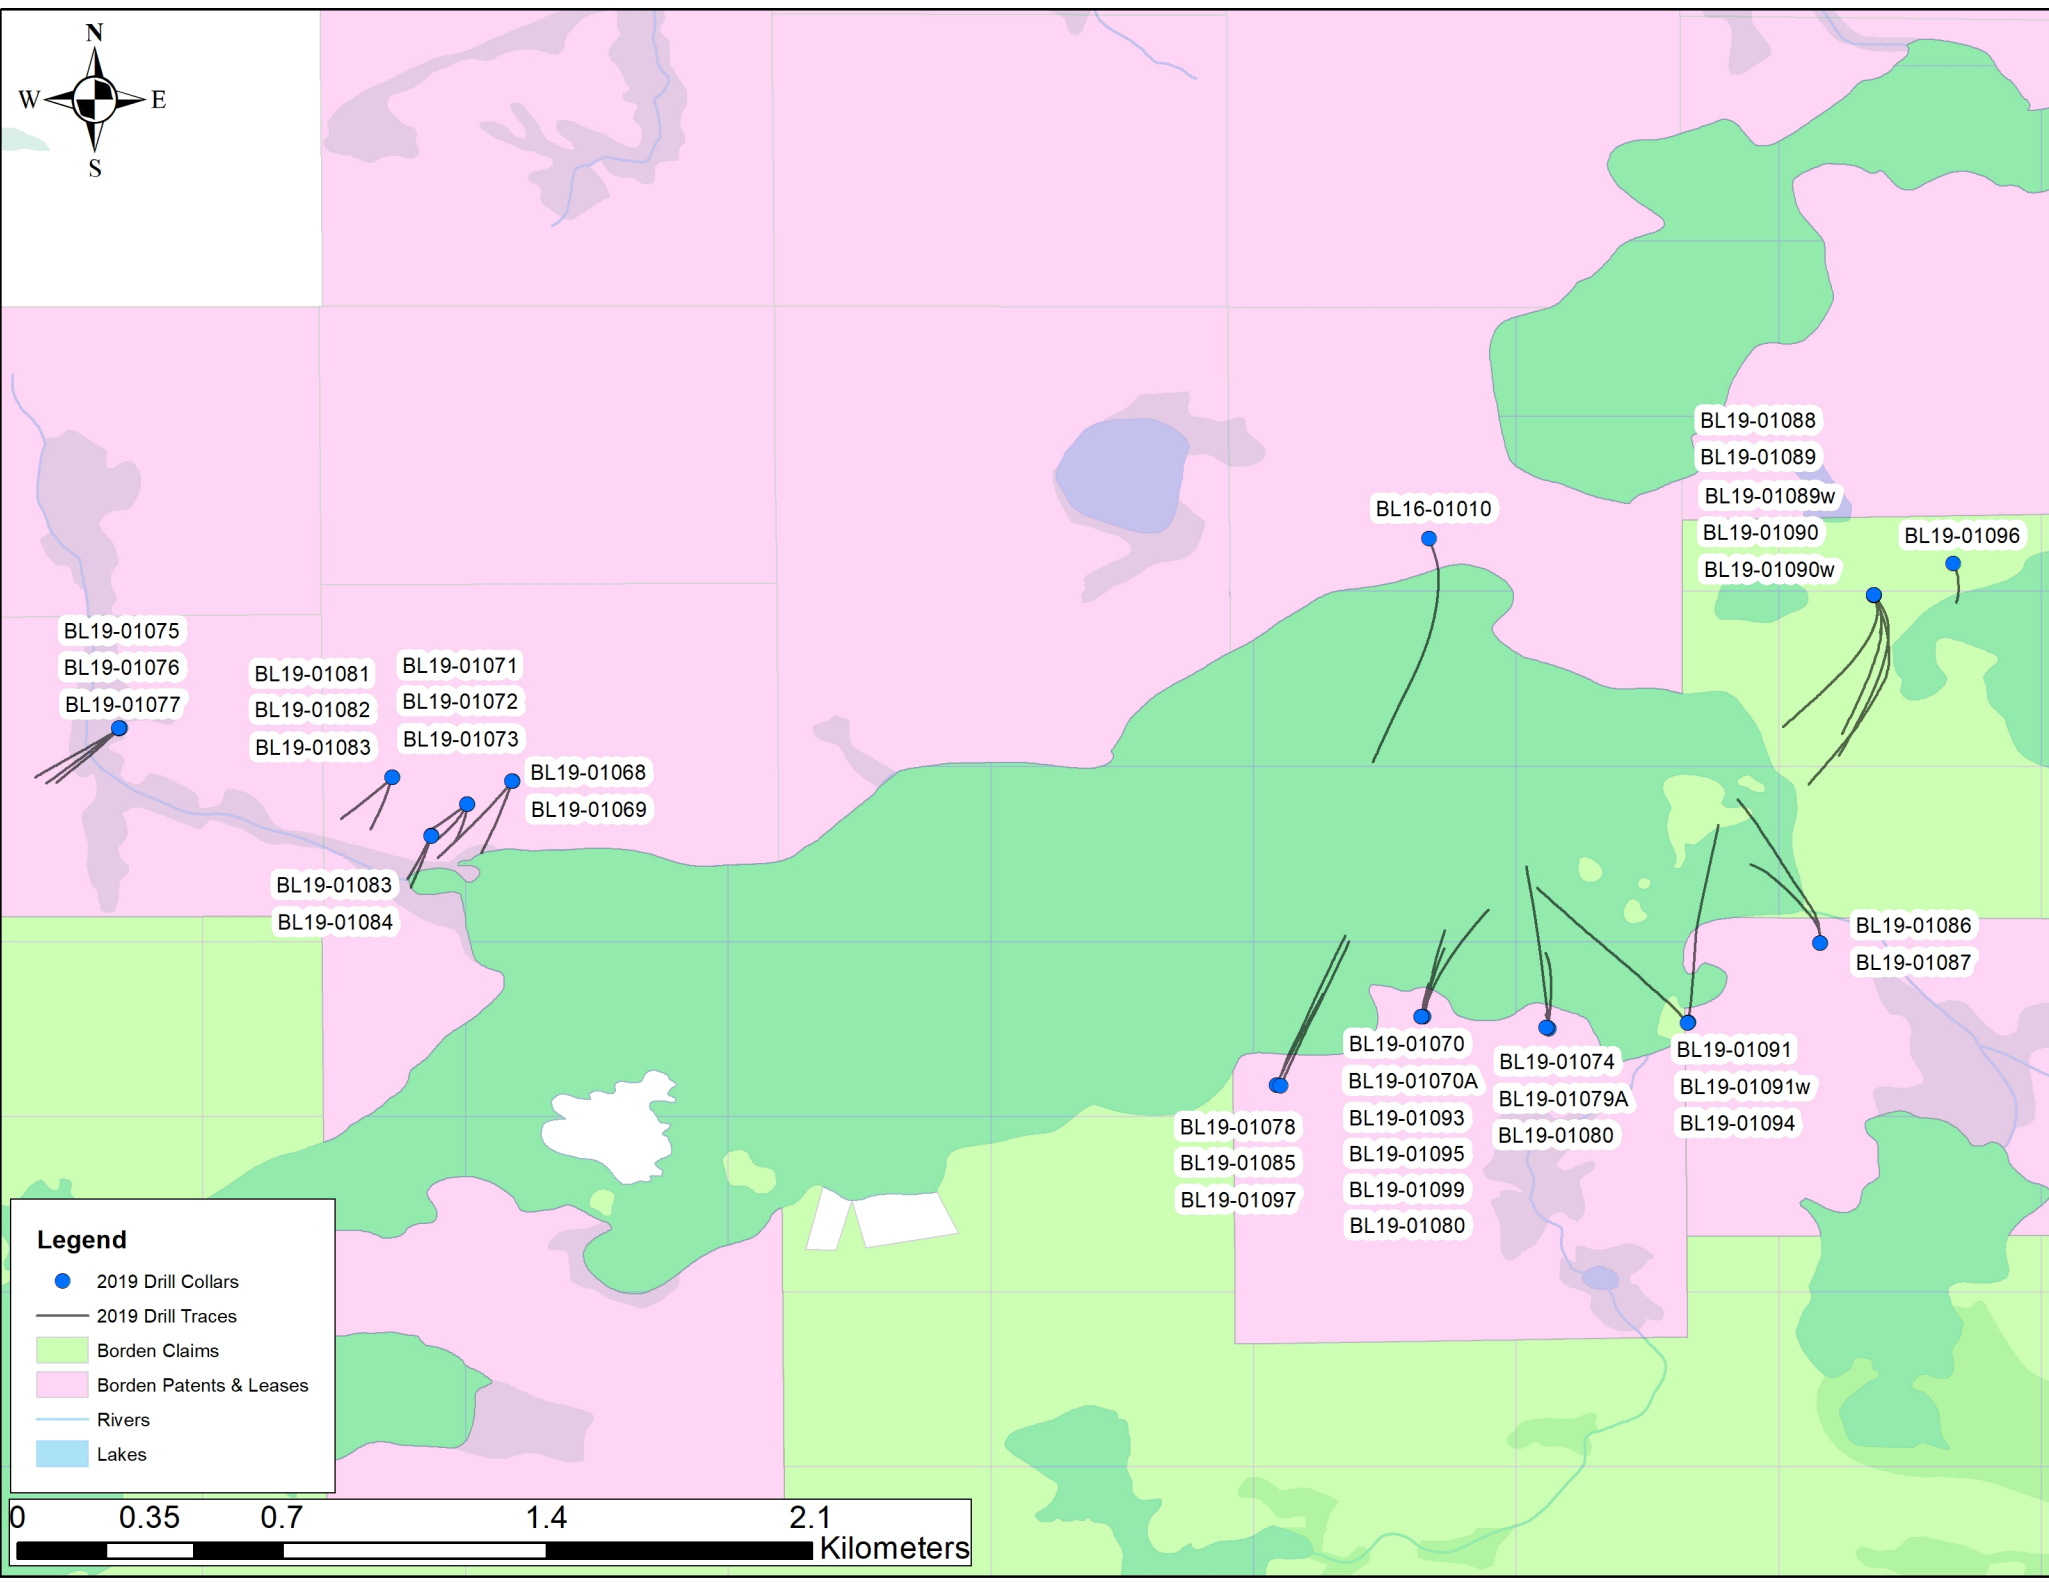 N
W
E
S
BL19-01088
BL19-01089
BL19-01089w
BL19-01090
BL19-01090w
BL16-01010
BL19-01096
BL19-01075
BL19-01076
BL19-01077
BL19-01081
BL19-01082
BL19-01083
BL19-01071
BL19-01072
BL19-01073
BL19-01068
BL19-01069
BL19-01083
BL19-01084
BL19-01086
BL19-01087
BL19-01078
BL19-01085
BL19-01097
BL19-01070
BL19-01070A
BL19-01093
BL19-01095
BL19-01099
BL19-01080
BL19-01074
BL19-01079A
BL19-01080
BL19-01091
BL19-01091w
BL19-01094
Legend
2019 Drill Collars
2019 Drill Traces
Borden Claims
Borden Patents & Leases
Rivers
Lakes
0 0.35 0.7 1.4 2.1
Kilometers